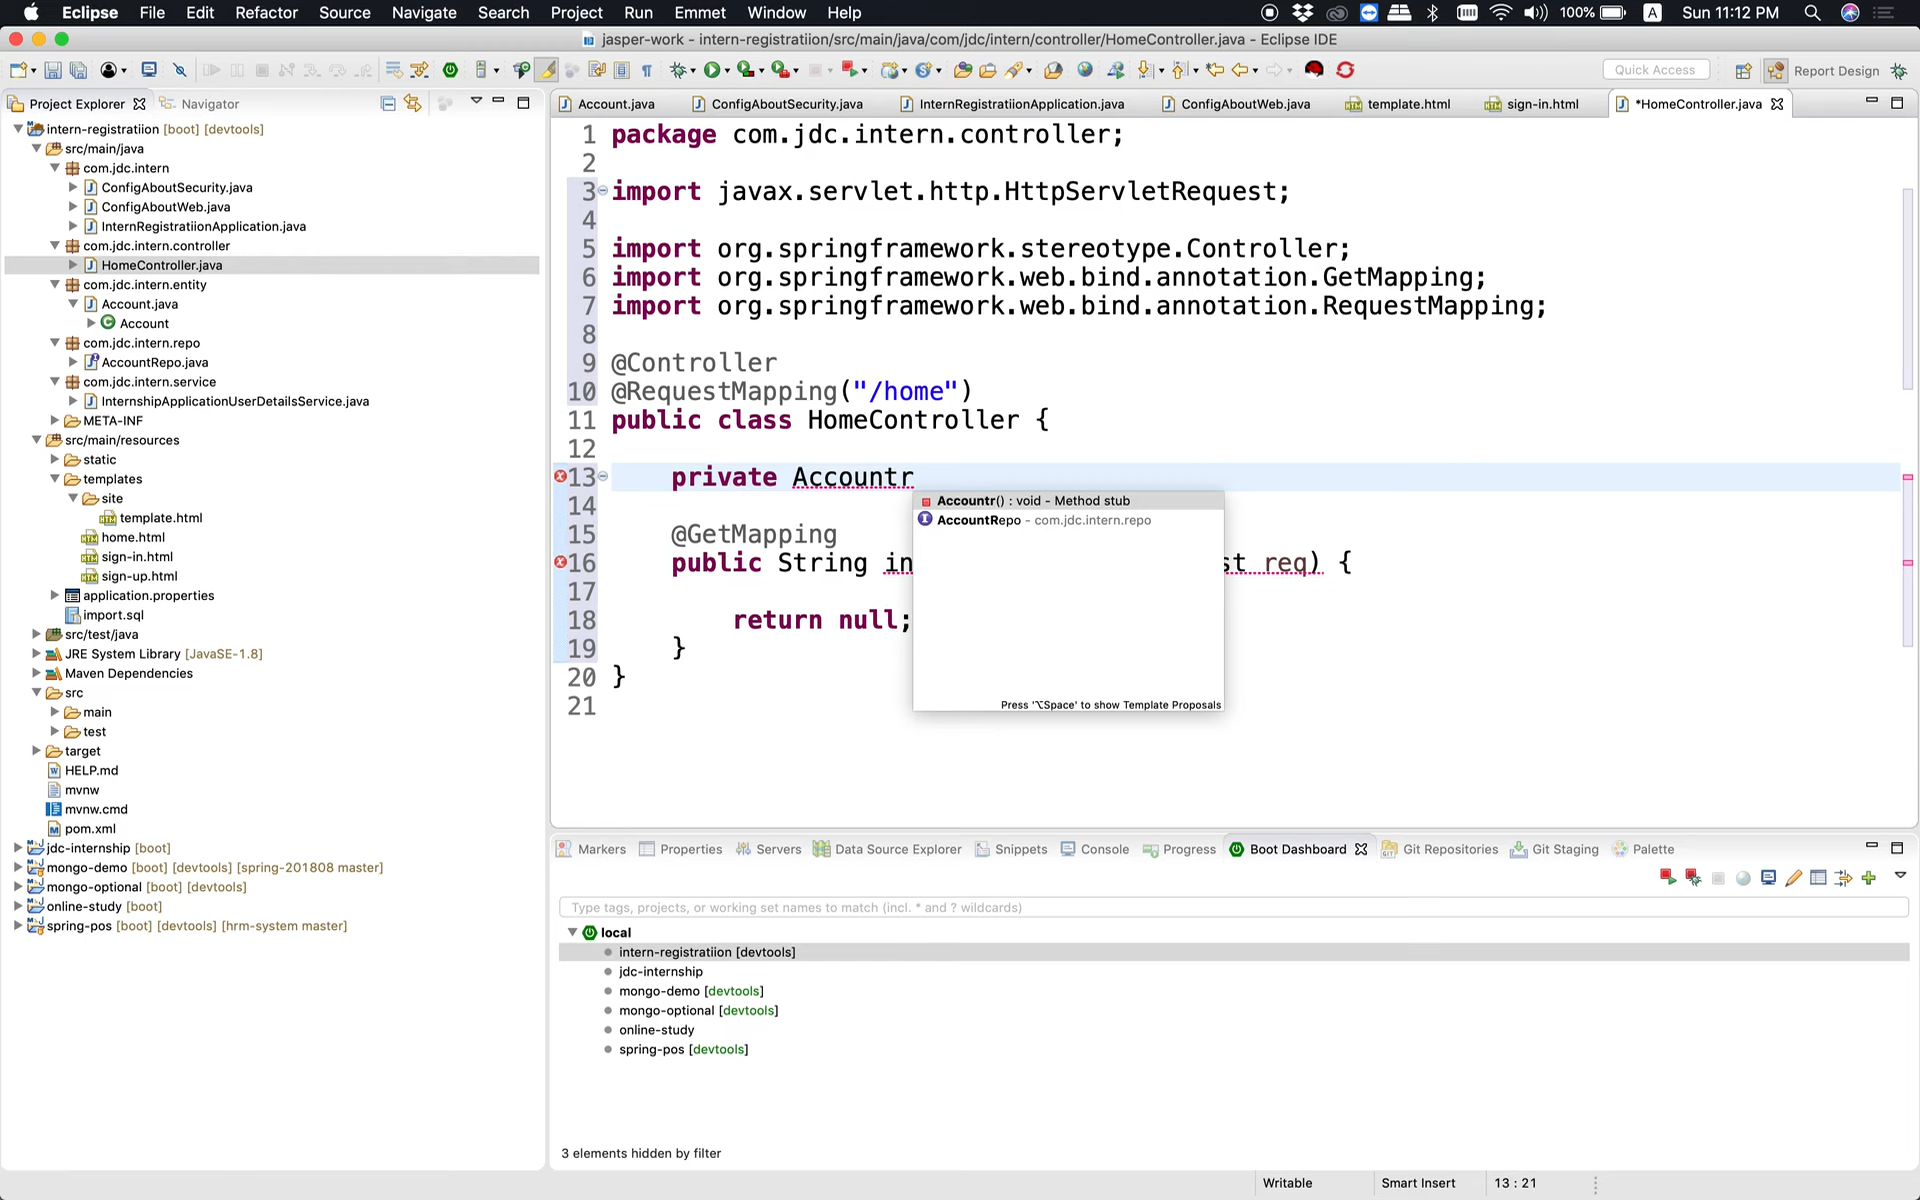 Eclipse File Edit Refactor Source Navigate Search Project Run Emmet Window Help 100% A Sun 11:12 PM
jasper-work - intern-registratiion/src/main/java/com/jdc/intern/controller/HomeController.java - Eclipse IDE
Quick Access Report Design
Project Explorer Navigator
intern-registratiion [boot] [devtools]
src/main/java
com.jdc.intern
ConfigAboutSecurity.java
ConfigAboutWeb.java
InternRegistratiionApplication.java
com.jdc.intern.controller
HomeController.java
com.jdc.intern.entity
Account.java
Account
com.jdc.intern.repo
AccountRepo.java
com.jdc.intern.service
InternshipApplicationUserDetailsService.java
META-INF
src/main/resources
static
templates
site
template.html
home.html
sign-in.html
sign-up.html
application.properties
import.sql
src/test/java
JRE System Library [JavaSE-1.8]
Maven Dependencies
src
main
test
target
HELP.md
mvnw
mvnw.cmd
pom.xml
jdc-internship [boot]
mongo-demo [boot] [devtools] [spring-201808 master]
mongo-optional [boot] [devtools]
online-study [boot]
spring-pos [boot] [devtools] [hrm-system master]
Account.java ConfigAboutSecurity.java InternRegistratiionApplication.java ConfigAboutWeb.java template.html sign-in.html *HomeController.java
1 package com.jdc.intern.controller;
2
3 import javax.servlet.http.HttpServletRequest;
4
5 import org.springframework.stereotype.Controller;
6 import org.springframework.web.bind.annotation.GetMapping;
7 import org.springframework.web.bind.annotation.RequestMapping;
8
9 @Controller
10 @RequestMapping("/home")
11 public class HomeController {
12
13 private Accountr
14
15 @GetMapping
16 public String in st req) {
17
18 return null;
19 }
20 }
21
Accountr() : void - Method stub
AccountRepo - com.jdc.intern.repo
Press '⌥Space' to show Template Proposals
Markers Properties Servers Data Source Explorer Snippets Console Progress Boot Dashboard Git Repositories Git Staging Palette
Type tags, projects, or working set names to match (incl. * and ? wildcards)
local
intern-registratiion [devtools]
jdc-internship
mongo-demo [devtools]
mongo-optional [devtools]
online-study
spring-pos [devtools]
3 elements hidden by filter
Writable Smart Insert 13 : 21